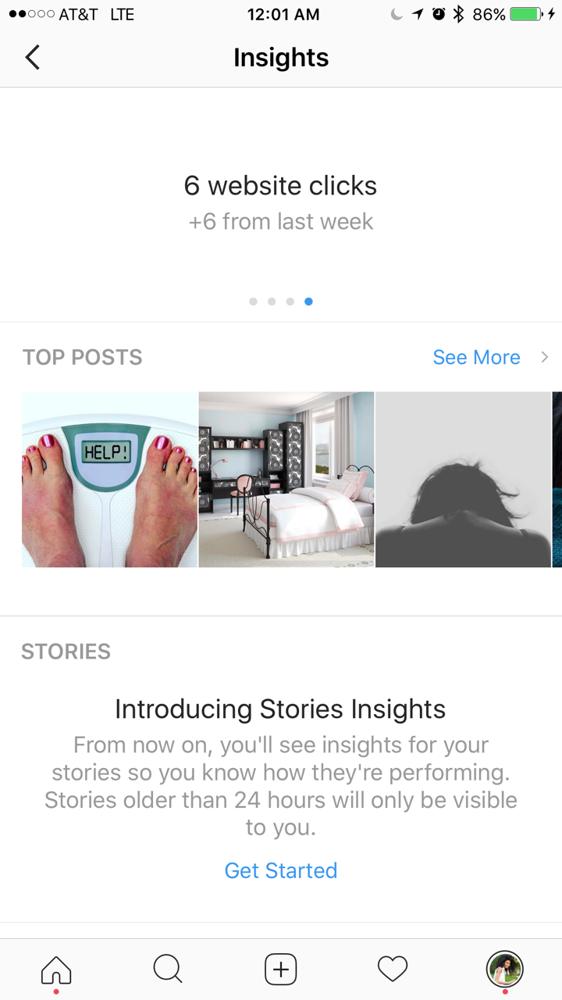 AT&T LTE 12:01 AM 86%
Insights
6 website clicks
+6 from last week
TOP POSTS See More
HELP!
STORIES
Introducing Stories Insights
From now on, you'll see insights for your
stories so you know how they're performing.
Stories older than 24 hours will only be visible
to you.
Get Started